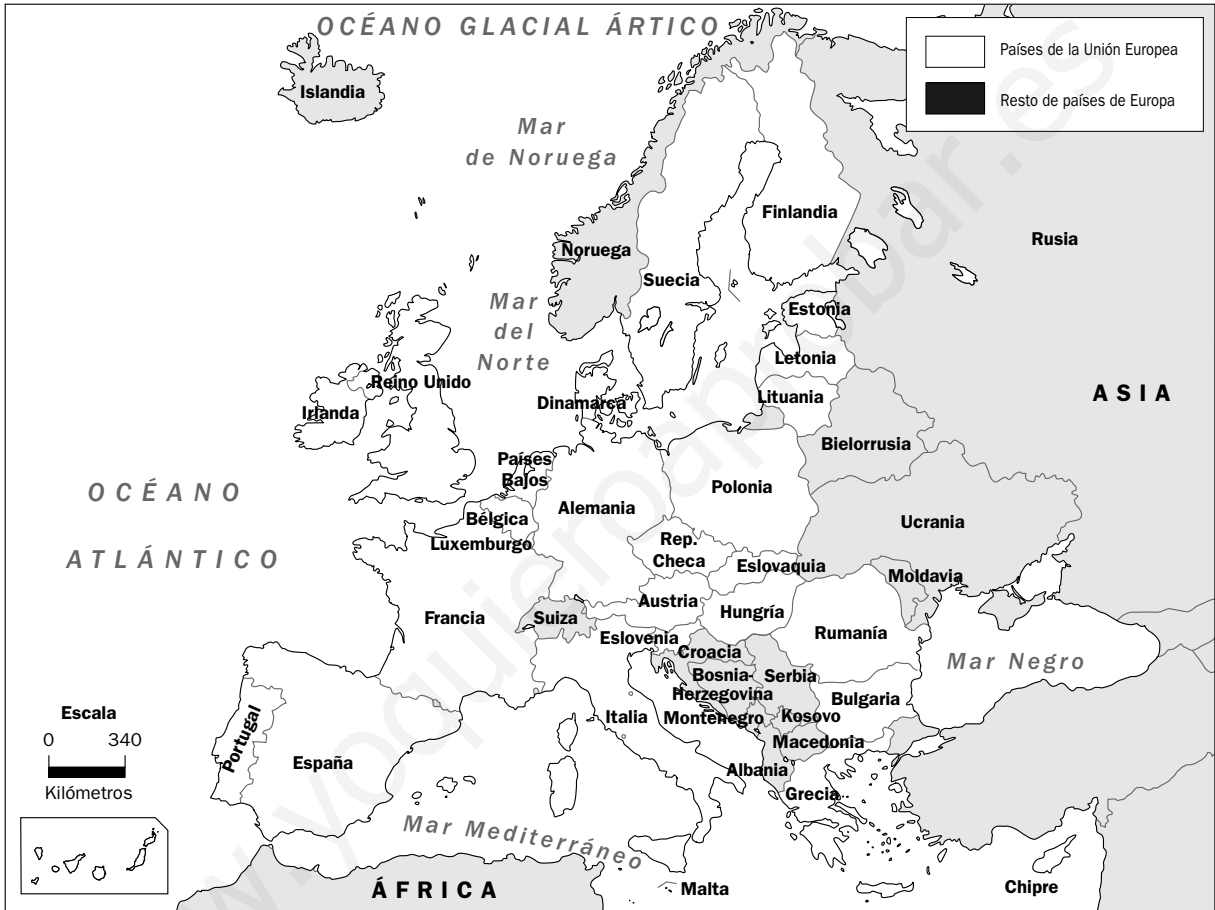 OCÉANO GLACIAL ÁRTICO
Países de la Unión Europea
Resto de países de Europa
Islandia
Mar
de Noruega
Finlandia
Rusia
Noruega
Suecia
Mar
del
Norte
Estonia
Letonia
Reino Unido
Irlanda
Dinamarca
Lituania
ASIA
Bielorrusia
Países
Bajos
OCÉANO
ATLÁNTICO
Alemania
Polonia
Bélgica
Luxemburgo
Ucrania
Rep.
Checa
Eslovaquia
Moldavia
Austria
Hungría
Francia
Suiza
Rumanía
Eslovenia
Croacia
Mar Negro
Bosnia-
Herzegovina
Serbia
Bulgaria
Escala
0 340
Kilómetros
Portugal
España
Italia
Montenegro
Kosovo
Macedonia
Albania
Grecia
Mar Mediterráneo
ÁFRICA
Malta
Chipre
www.yoquieroaprobar.es